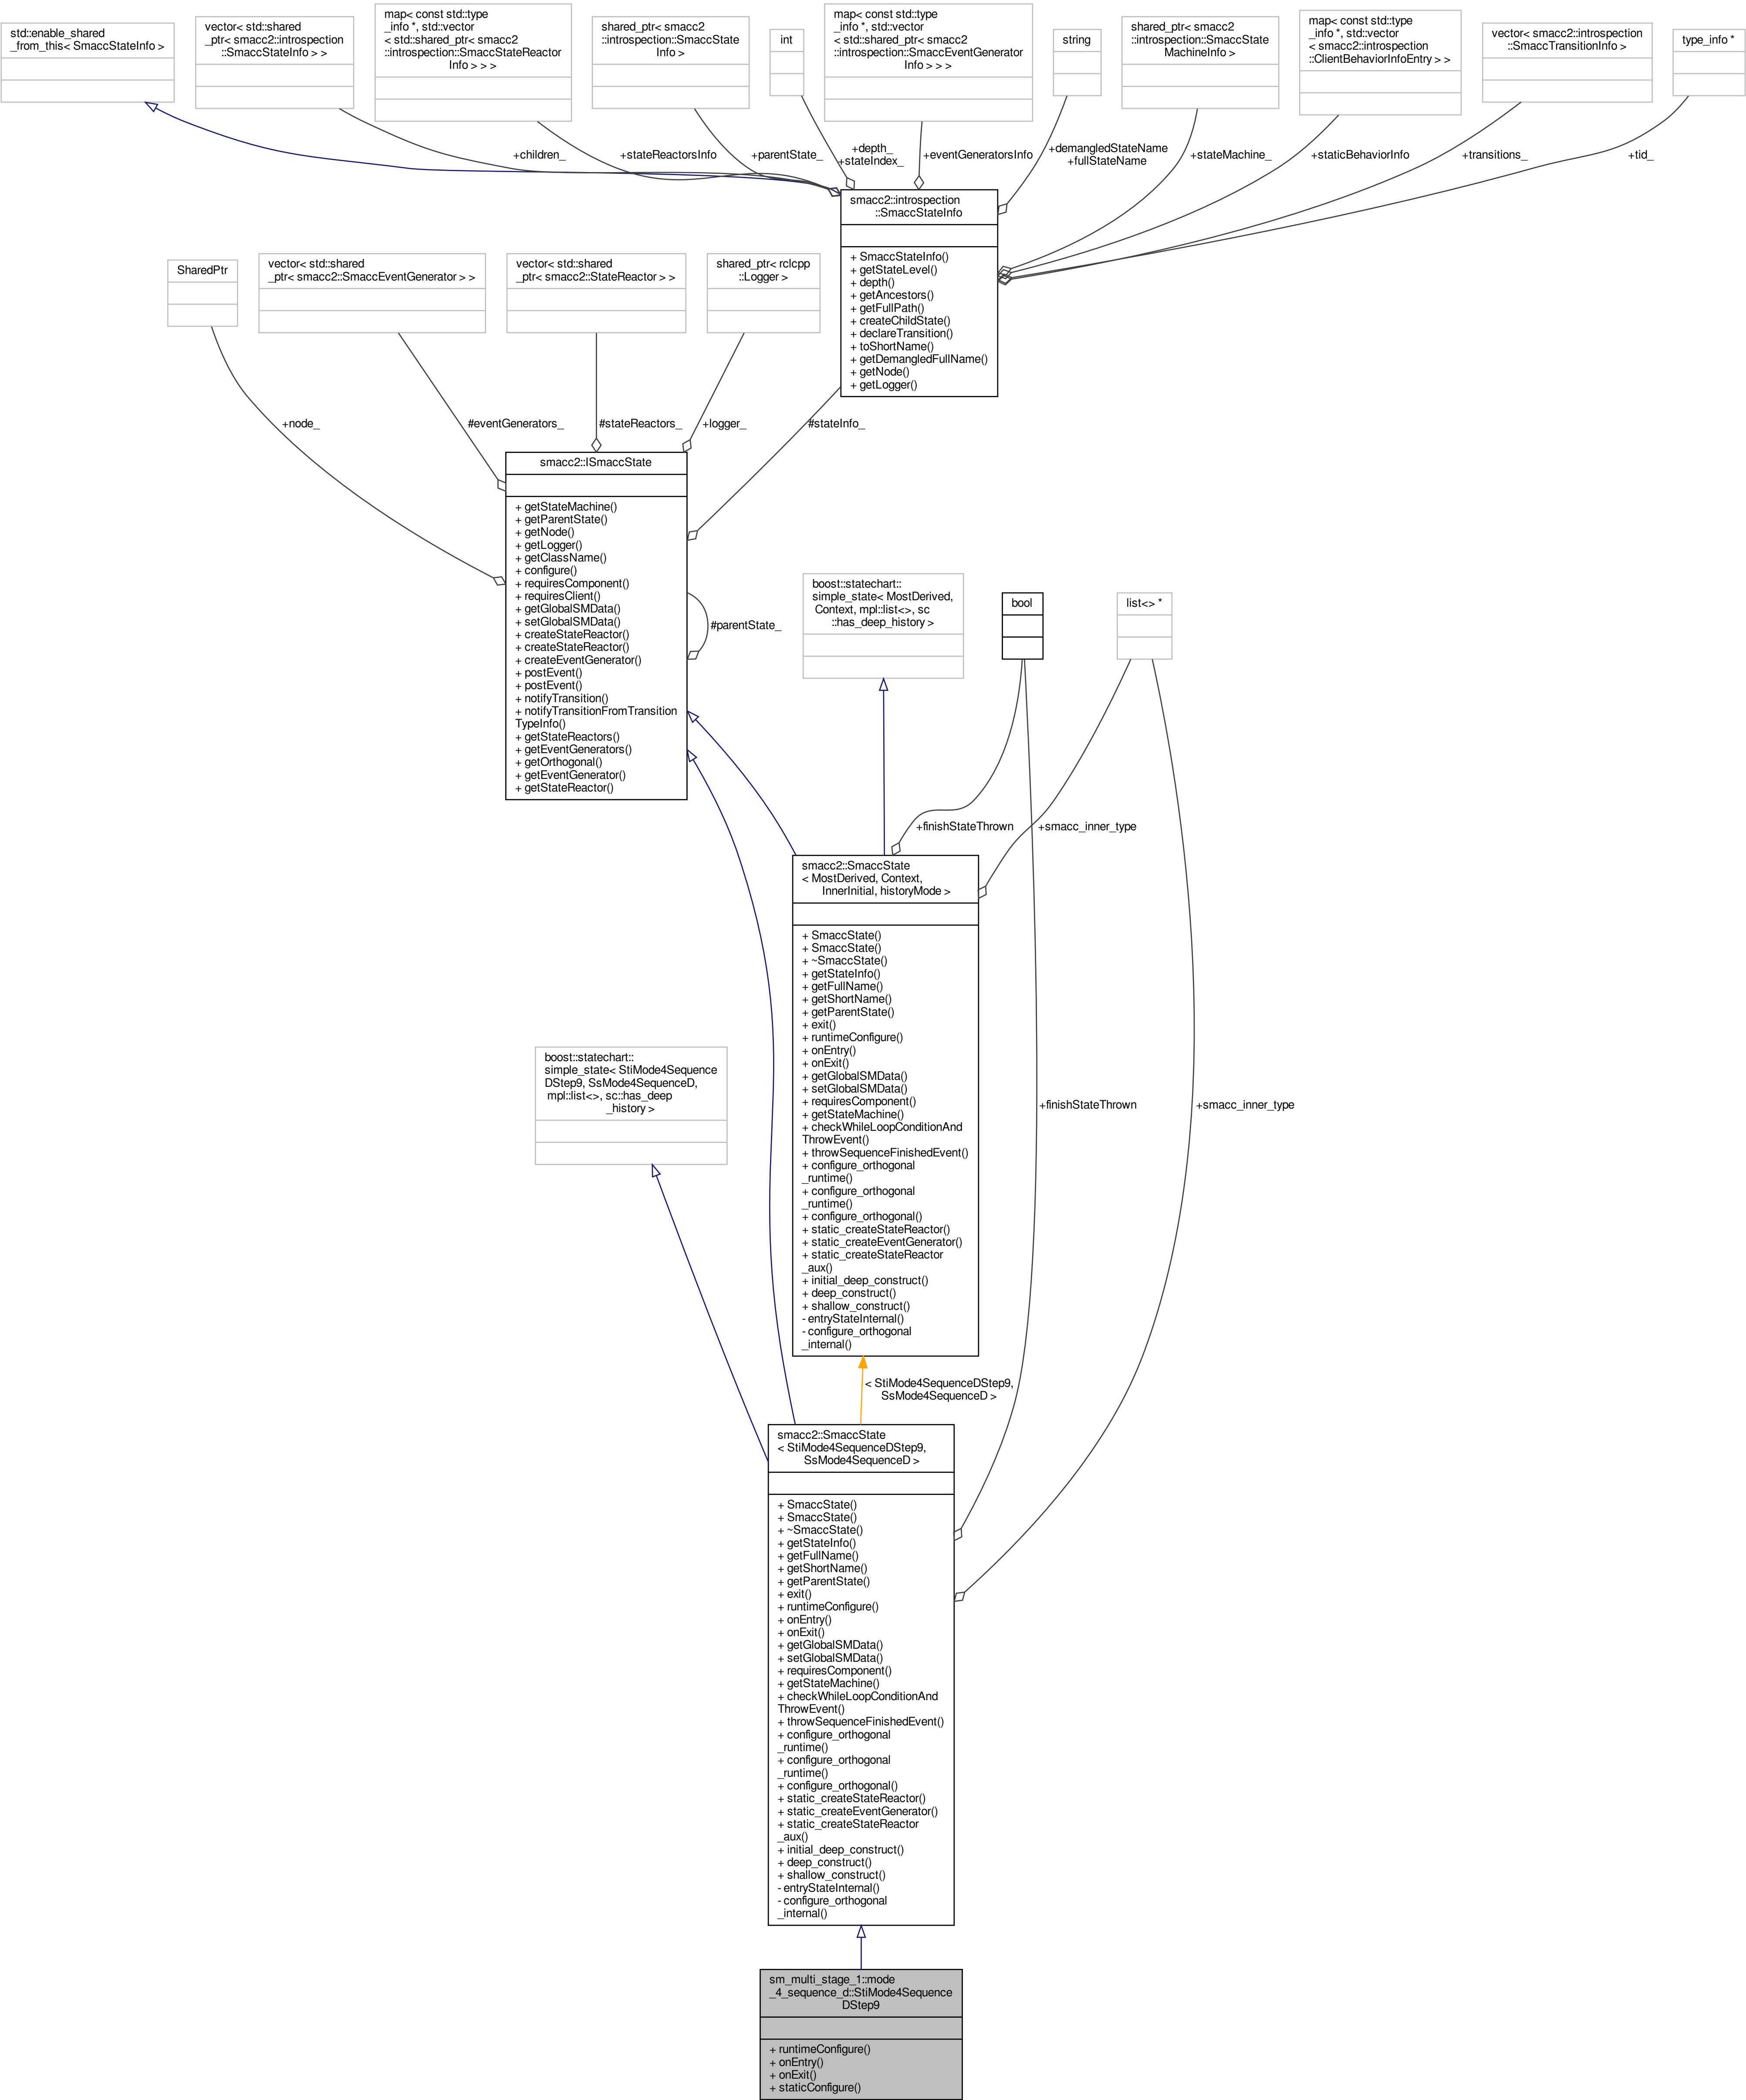 std::enable_shared
_from_this< SmaccStateInfo >
vector< std::shared
_ptr< smacc2::introspection
::SmaccStateInfo > >
map< const std::type
_info *, std::vector
< std::shared_ptr< smacc2
::introspection::SmaccStateReactor
Info > > >
shared_ptr< smacc2
::introspection::SmaccState
Info >
int
map< const std::type
_info *, std::vector
< std::shared_ptr< smacc2
::introspection::SmaccEventGenerator
Info > > >
string
shared_ptr< smacc2
::introspection::SmaccState
MachineInfo >
map< const std::type
_info *, std::vector
< smacc2::introspection
::ClientBehaviorInfoEntry > >
vector< smacc2::introspection
::SmaccTransitionInfo >
type_info *
+children_
+stateReactorsInfo
+parentState_
+depth_
+stateIndex_
+eventGeneratorsInfo
+demangledStateName
+fullStateName
+stateMachine_
+staticBehaviorInfo
+transitions_
+tid_
smacc2::introspection
::SmaccStateInfo
+ SmaccStateInfo()
+ getStateLevel()
+ depth()
+ getAncestors()
+ getFullPath()
+ createChildState()
+ declareTransition()
+ toShortName()
+ getDemangledFullName()
+ getNode()
+ getLogger()
SharedPtr
vector< std::shared
_ptr< smacc2::SmaccEventGenerator > >
vector< std::shared
_ptr< smacc2::StateReactor > >
shared_ptr< rclcpp
::Logger >
+node_
#eventGenerators_
#stateReactors_
+logger_
#stateInfo_
smacc2::ISmaccState
+ getStateMachine()
+ getParentState()
+ getNode()
+ getLogger()
+ getClassName()
+ configure()
+ requiresComponent()
+ requiresClient()
+ getGlobalSMData()
+ setGlobalSMData()
+ createStateReactor()
+ createStateReactor()
+ createEventGenerator()
+ postEvent()
+ postEvent()
+ notifyTransition()
+ notifyTransitionFromTransition
TypeInfo()
+ getStateReactors()
+ getEventGenerators()
+ getOrthogonal()
+ getEventGenerator()
+ getStateReactor()
#parentState_
boost::statechart::
simple_state< MostDerived,
Context, mpl::list<>, sc
::has_deep_history >
bool
list<> *
+finishStateThrown
+smacc_inner_type
smacc2::SmaccState
< MostDerived, Context,
InnerInitial, historyMode >
+ SmaccState()
+ SmaccState()
+ ~SmaccState()
+ getStateInfo()
+ getFullName()
+ getShortName()
+ getParentState()
+ exit()
+ runtimeConfigure()
+ onEntry()
+ onExit()
+ getGlobalSMData()
+ setGlobalSMData()
+ requiresComponent()
+ getStateMachine()
+ checkWhileLoopConditionAnd
ThrowEvent()
+ throwSequenceFinishedEvent()
+ configure_orthogonal
_runtime()
+ configure_orthogonal
_runtime()
+ configure_orthogonal()
+ static_createStateReactor()
+ static_createEventGenerator()
+ static_createStateReactor
_aux()
+ initial_deep_construct()
+ deep_construct()
+ shallow_construct()
- entryStateInternal()
- configure_orthogonal
_internal()
boost::statechart::
simple_state< StiMode4Sequence
DStep9, SsMode4SequenceD,
mpl::list<>, sc::has_deep
_history >
+finishStateThrown
+smacc_inner_type
< StiMode4SequenceDStep9,
SsMode4SequenceD >
smacc2::SmaccState
< StiMode4SequenceDStep9,
SsMode4SequenceD >
+ SmaccState()
+ SmaccState()
+ ~SmaccState()
+ getStateInfo()
+ getFullName()
+ getShortName()
+ getParentState()
+ exit()
+ runtimeConfigure()
+ onEntry()
+ onExit()
+ getGlobalSMData()
+ setGlobalSMData()
+ requiresComponent()
+ getStateMachine()
+ checkWhileLoopConditionAnd
ThrowEvent()
+ throwSequenceFinishedEvent()
+ configure_orthogonal
_runtime()
+ configure_orthogonal
_runtime()
+ configure_orthogonal()
+ static_createStateReactor()
+ static_createEventGenerator()
+ static_createStateReactor
_aux()
+ initial_deep_construct()
+ deep_construct()
+ shallow_construct()
- entryStateInternal()
- configure_orthogonal
_internal()
sm_multi_stage_1::mode
_4_sequence_d::StiMode4Sequence
DStep9
+ runtimeConfigure()
+ onEntry()
+ onExit()
+ staticConfigure()